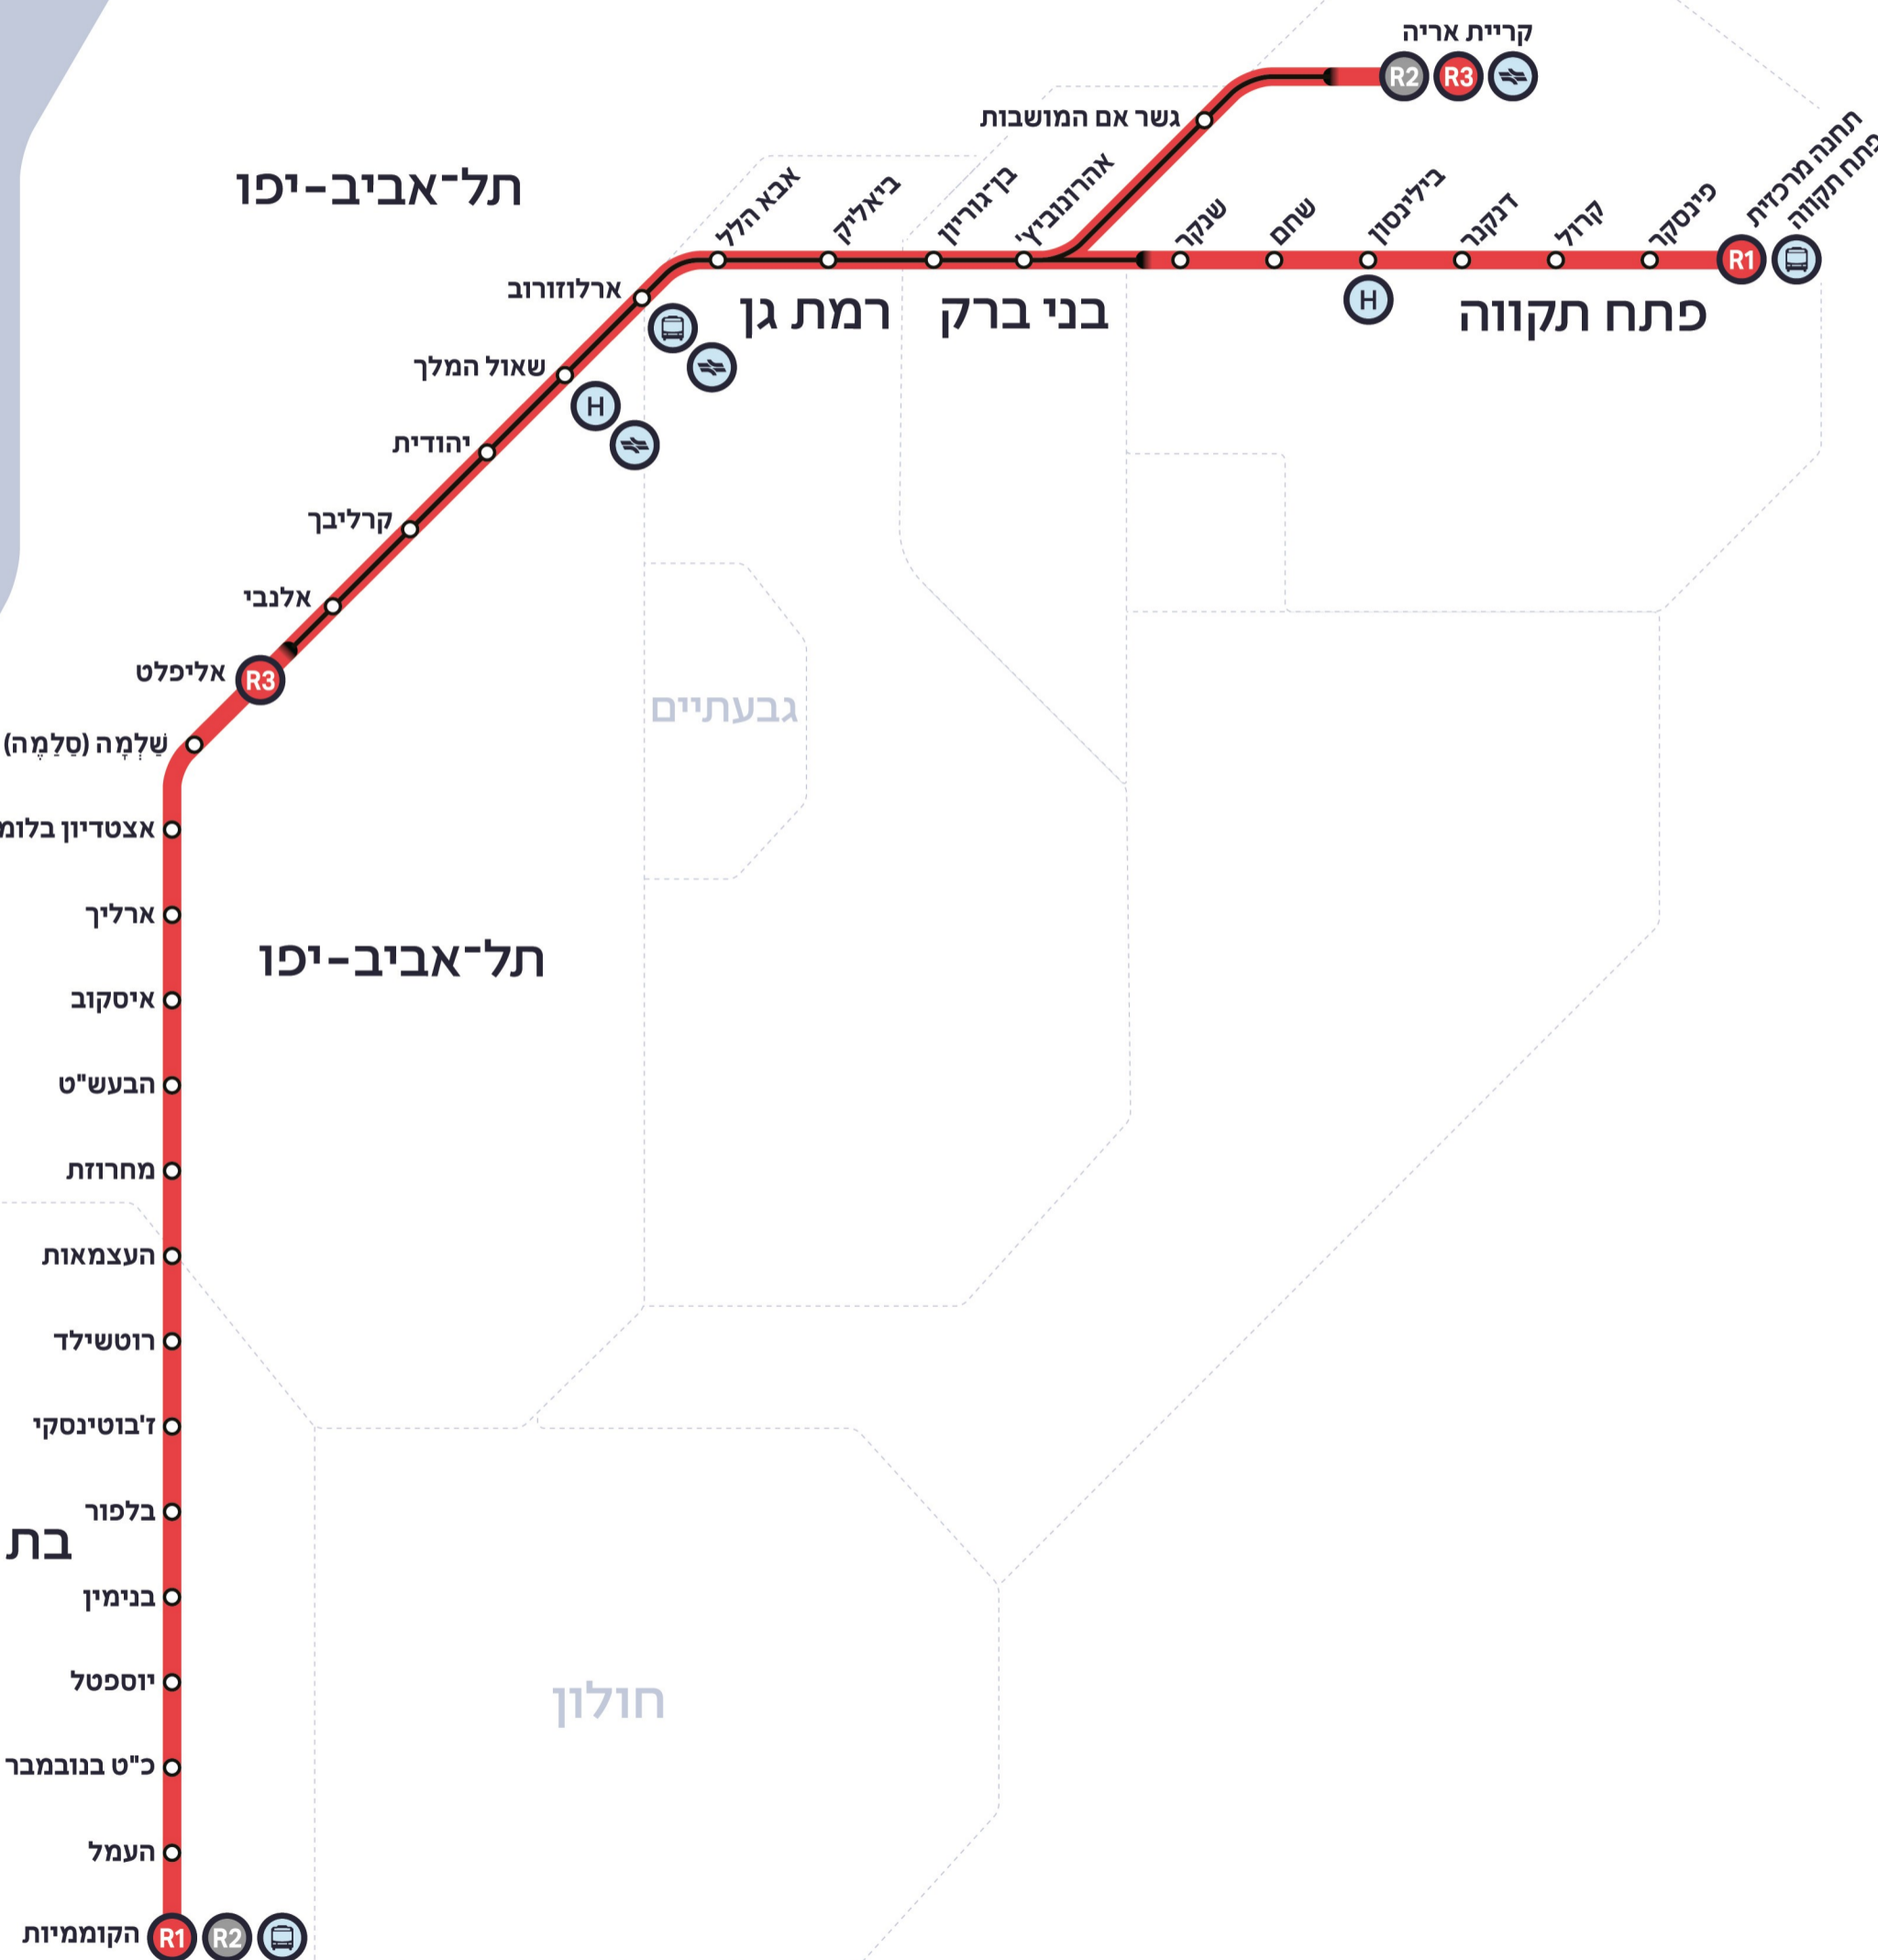 קריית אריה
R2 R3
גשר אם המושבות
תל־אביב-יפו
אבא הלל
ביאליק
בן־גוריון
אהרונוביץ'
שנקר
שחם
בילינסון
דנקנר
קרול
פינסקר
תחנה מרכזית
פתח תקווה
R1
ארלוזורוב
רמת גן
בני ברק
H
פתח תקווה
שאול המלך
H
יהודית
קרליבך
אלנבי
אליפלט
R3
גבעתיים
שַׁלְמָה (סַלַמֶה)
אצטדיון
ארליך
תל־אביב-יפו
איסקוב
הבעש"ט
מחרוזת
העצמאות
רוטשילד
ז'בוטינסקי
בלפור
בת
בנימין
יוספטל
חולון
כ"ט בנובמבר
העמל
הקוממיות
R1 R2